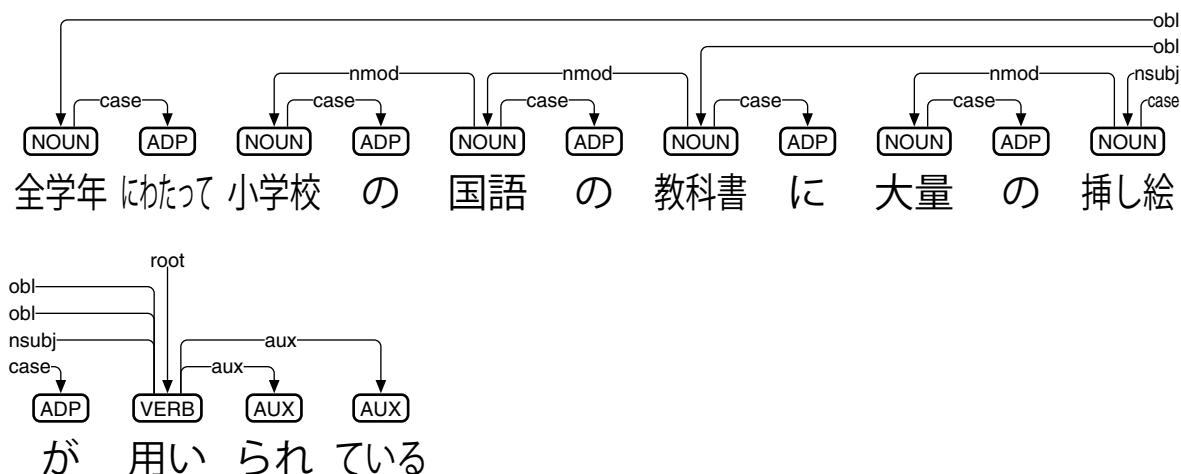 obl
obl
nmod nmod nmod nsubj
case case case case case case
NOUN ADP NOUN ADP NOUN ADP NOUN ADP NOUN ADP NOUN
全学年 にわたって 小学校 の 国語 の 教科書 に 大量 の 挿し絵
root
obl
obl
nsubj aux
case aux
ADP VERB AUX AUX
が 用い られ ている